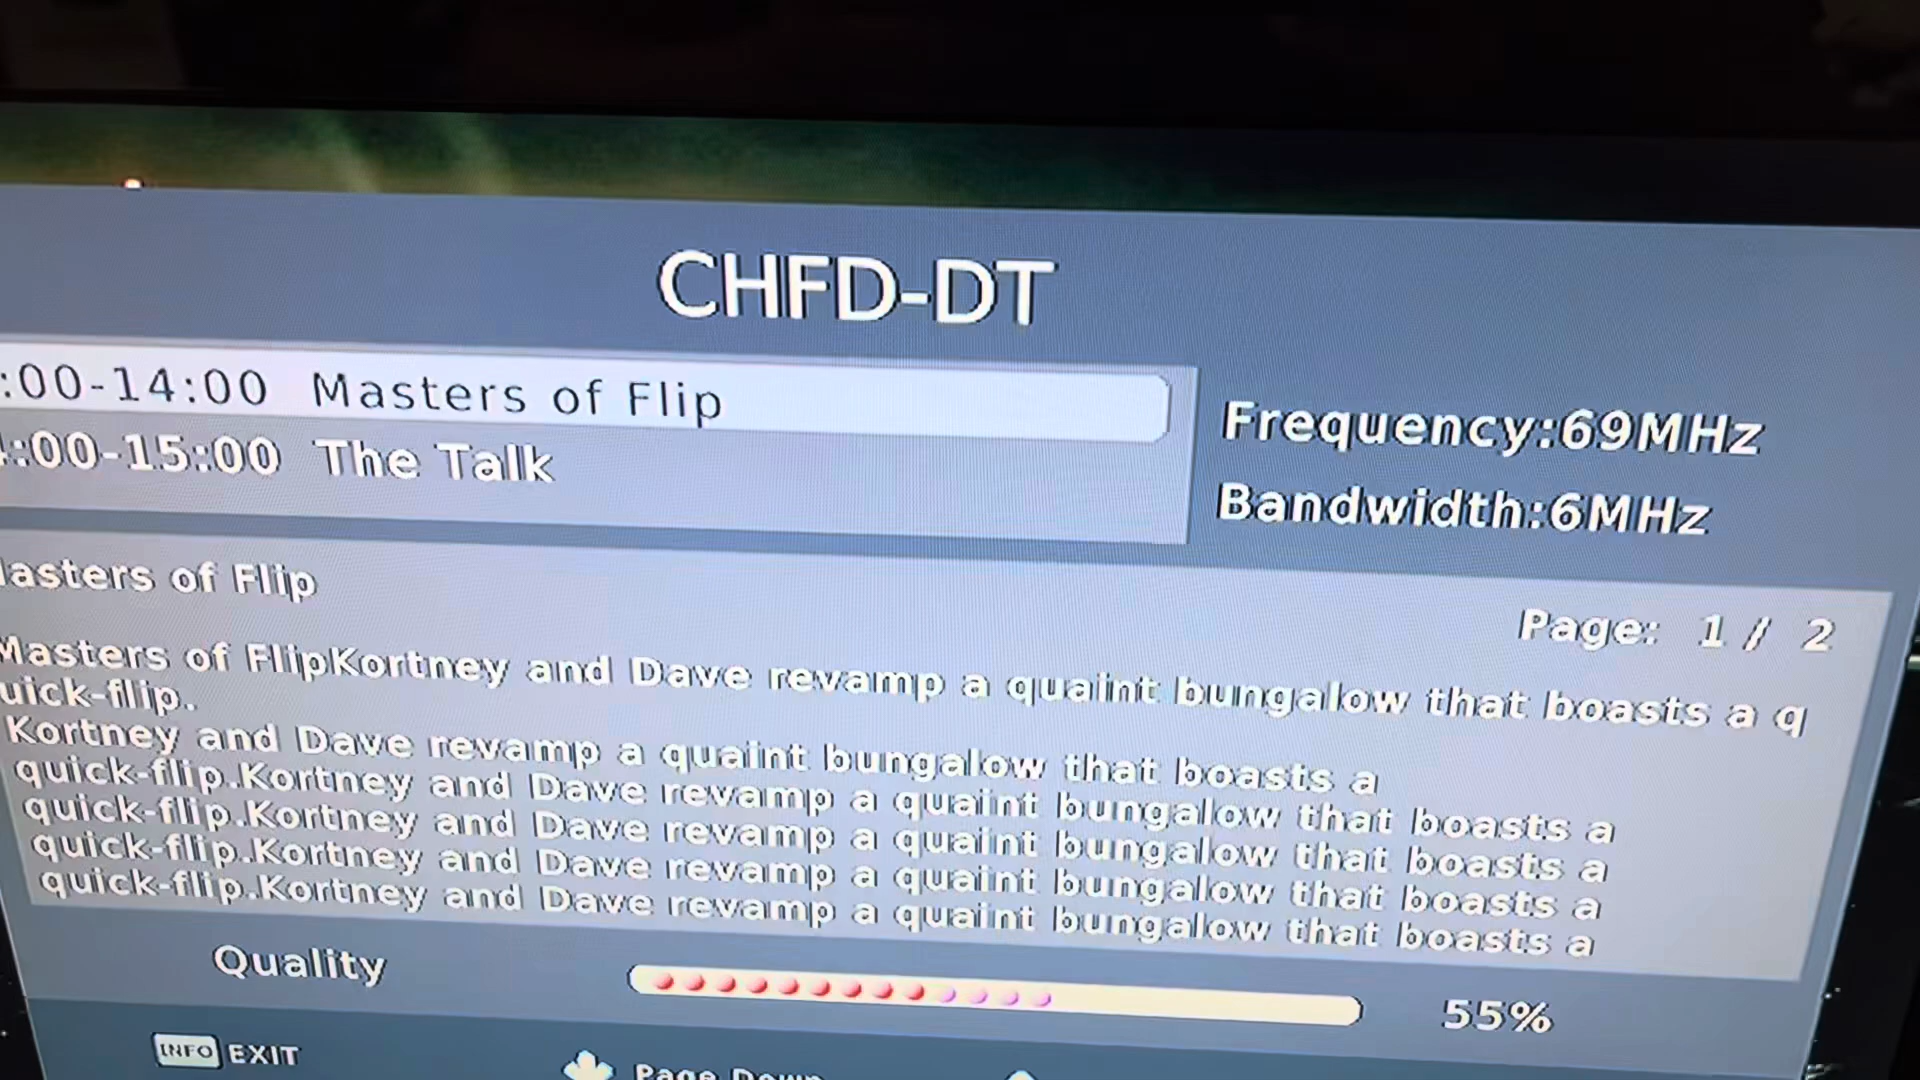 CHFD-DT
:00-14:00 Masters of Flip
:00-15:00 The Talk
Frequency:69MHz
Bandwidth:6MHz
asters of Flip
Page: 1 / 2
Masters of FlipKortney and Dave revamp a quaint bungalow that boasts a q
uick-flip.
Kortney and Dave revamp a quaint bungalow that boasts a
quick-flip.Kortney and Dave revamp a quaint bungalow that boasts a
quick-flip.Kortney and Dave revamp a quaint bungalow that boasts a
quick-flip.Kortney and Dave revamp a quaint bungalow that boasts a
quick-flip.Kortney and Dave revamp a quaint bungalow that boasts a
Quality
55%
INFO EXIT
Page Down